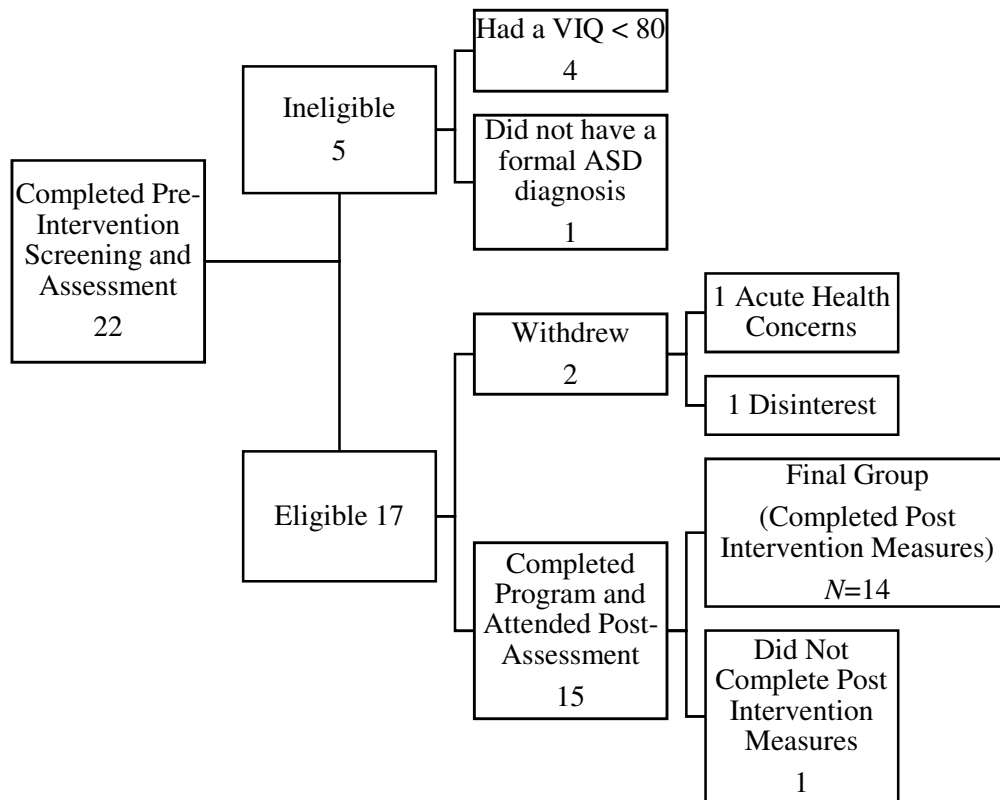 Completed Pre-
Intervention
Screening and
Assessment
22
Ineligible
5
Had a VIQ < 80
4
Did not have a
formal ASD
diagnosis
1
Eligible 17
Withdrew
2
1 Acute Health
Concerns
1 Disinterest
Completed
Program and
Attended Post-
Assessment
15
Final Group
(Completed Post
Intervention Measures)
N=14
Did Not
Complete Post
Intervention
Measures
1